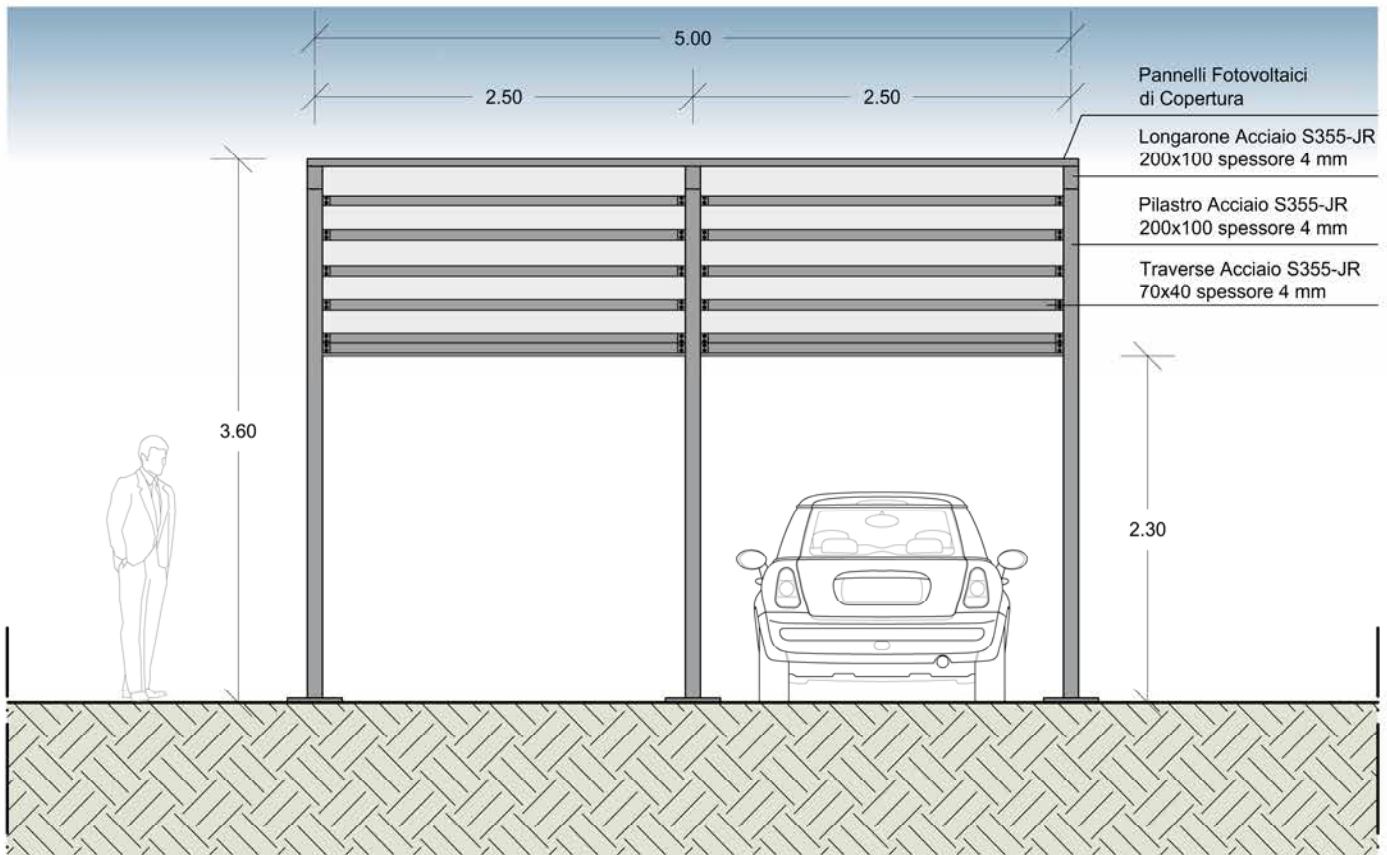 5.00
2.50
2.50
Pannelli Fotovoltaici
di Copertura
Longarone Acciaio S355-JR
200x100 spessore 4 mm
Pilastro Acciaio S355-JR
200x100 spessore 4 mm
Traverse Acciaio S355-JR
70x40 spessore 4 mm
3.60
2.30